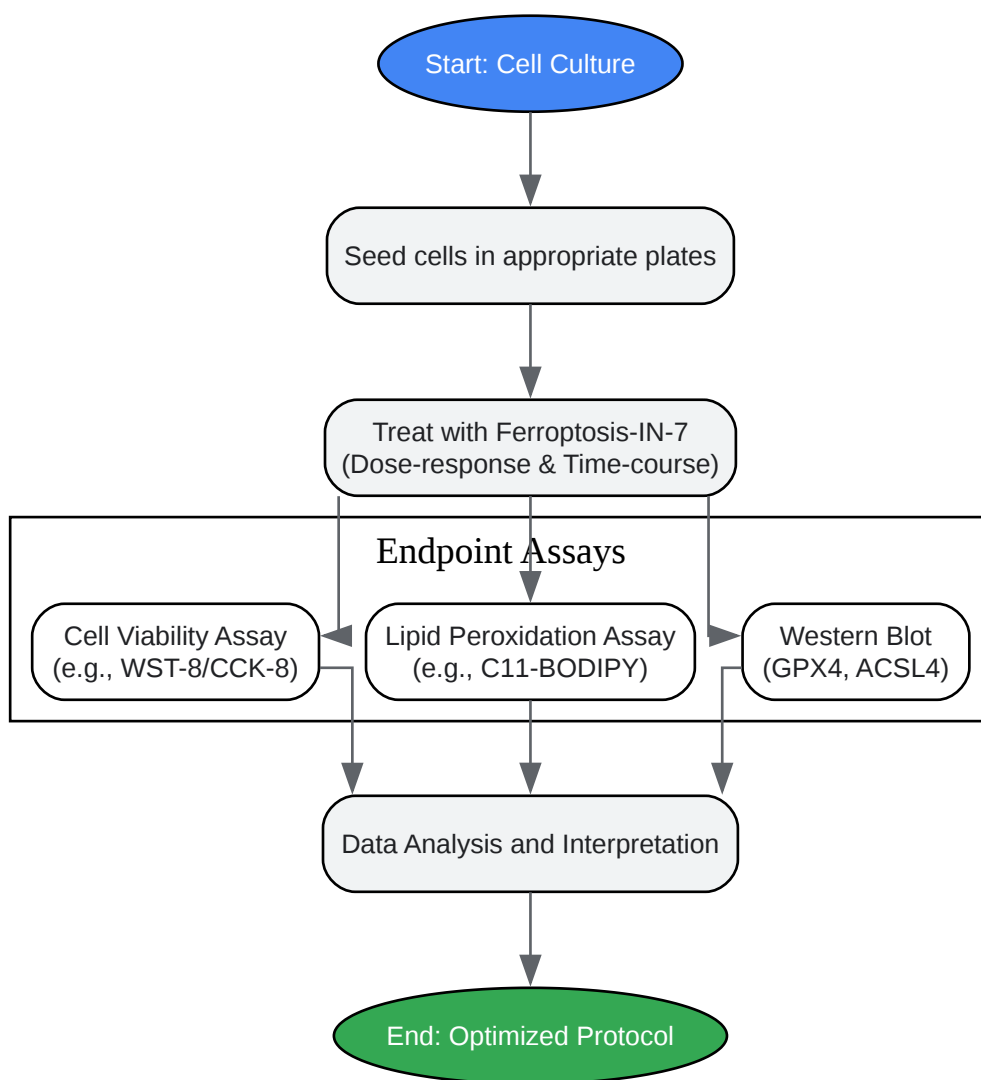 Start: Cell Culture
Seed cells in appropriate plates
Treat with Ferroptosis-IN-7
(Dose-response & Time-course)
Endpoint Assays
Cell Viability Assay
(e.g., WST-8/CCK-8)
Lipid Peroxidation Assay
(e.g., C11-BODIPY)
Western Blot
(GPX4, ACSL4)
Data Analysis and Interpretation
End: Optimized Protocol